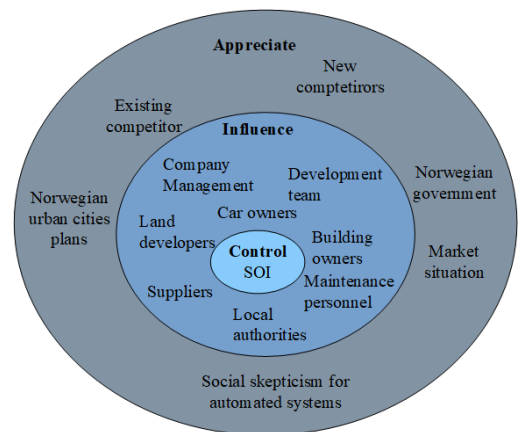 Appreciate
New
comptetirors
Existing
competitor
Influence
Company
Management
Development
team
Norwegian
government
Norwegian
urban cities
plans
Car owners
Land
developers
Building
owners
Control
SOI
Market
situation
Suppliers
Maintenance
personnel
Local
authorities
Social skepticism for
automated systems